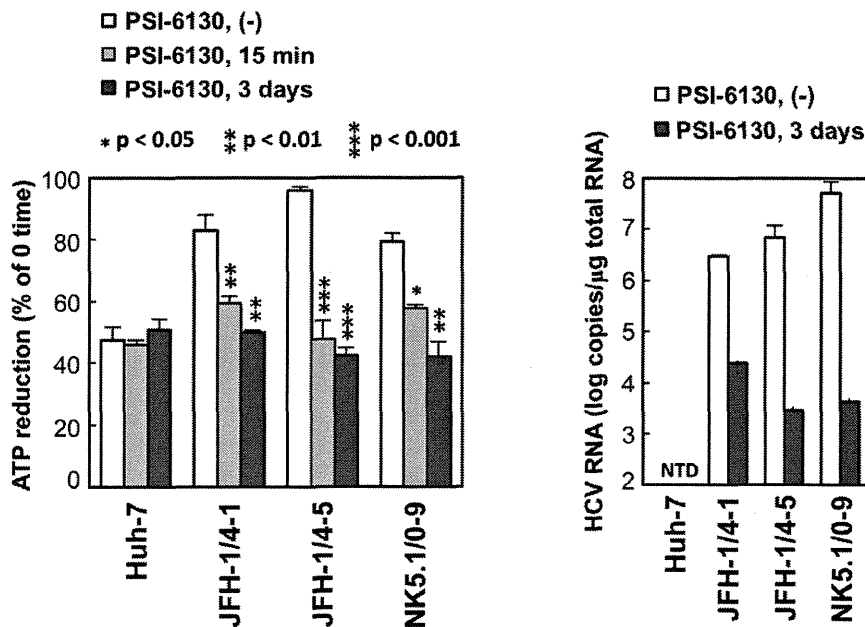 PSI-6130, (-)
PSI-6130, 15 min
PSI-6130, 3 days
* p < 0.05 ** p < 0.01 *** p < 0.001
ATP reduction (% of 0 time)
100
80
60
40
20
0
** ** *** *** * **
Huh-7
JFH-1/4-1
JFH-1/4-5
NK5.1/0-9
PSI-6130, (-)
PSI-6130, 3 days
HCV RNA (log copies/μg total RNA)
8
7
6
5
4
3
2
NTD
Huh-7
JFH-1/4-1
JFH-1/4-5
NK5.1/0-9